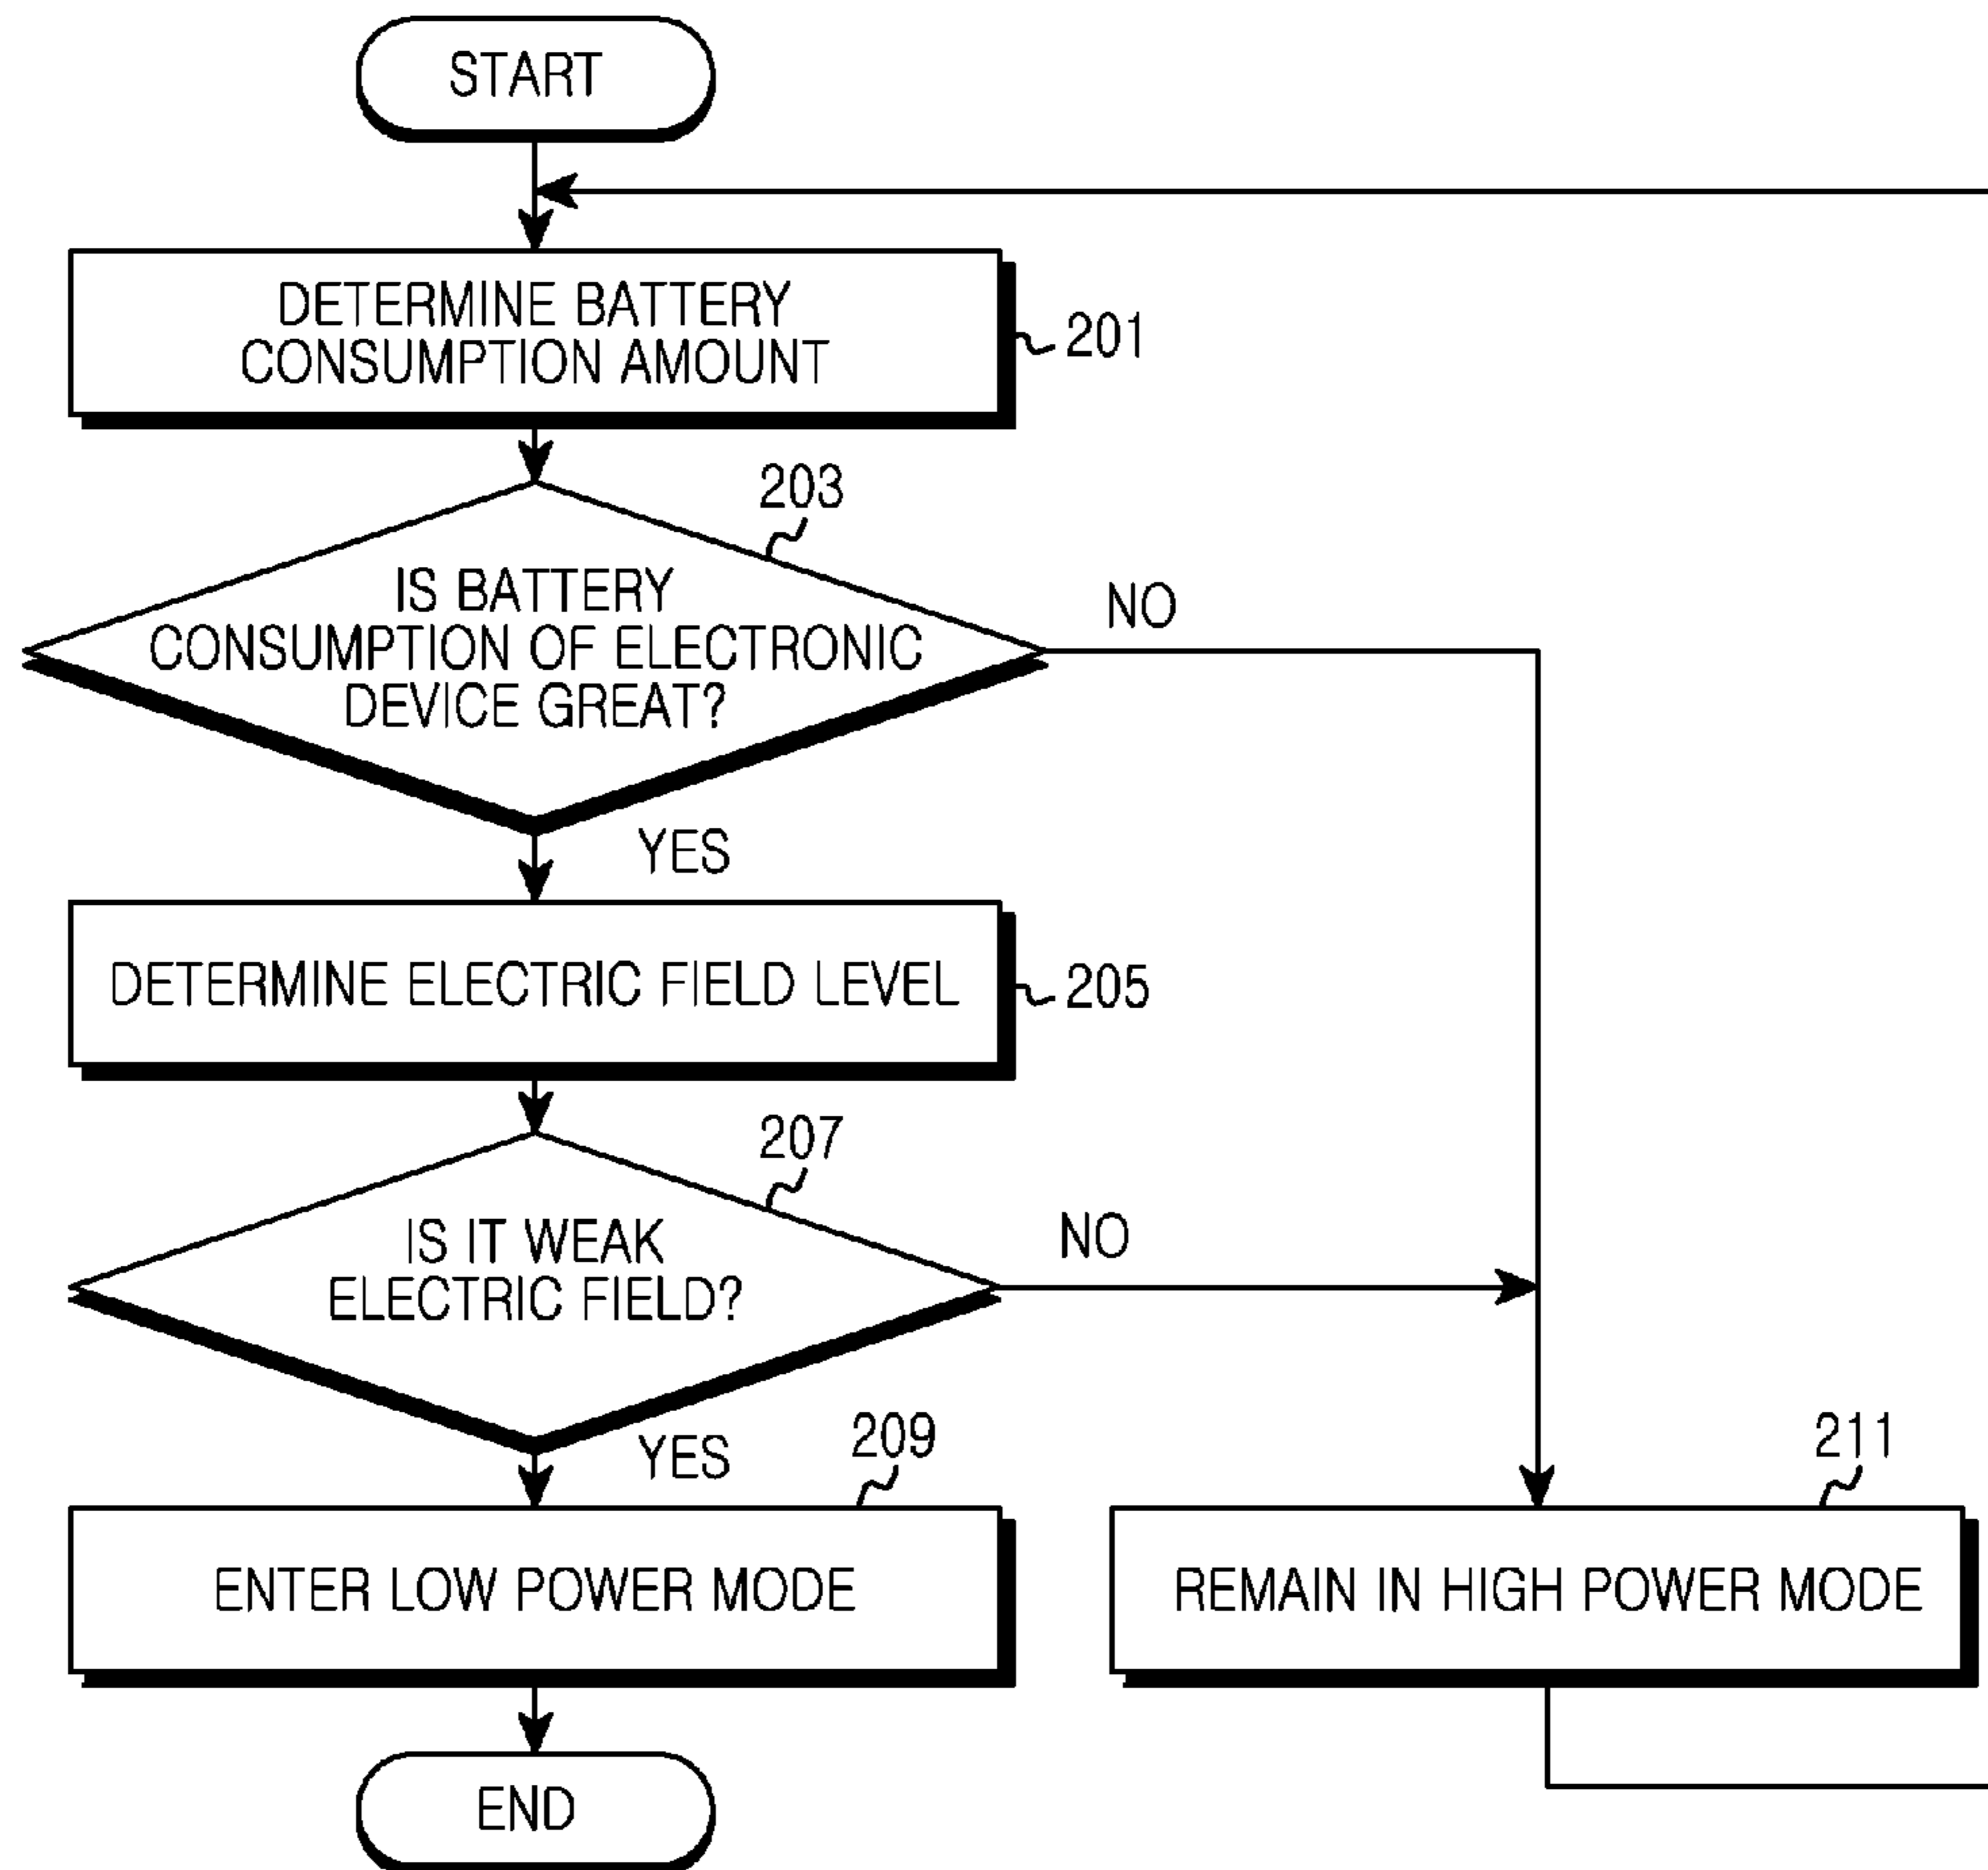 START
DETERMINE BATTERY
CONSUMPTION AMOUNT
201
203
IS BATTERY
CONSUMPTION OF ELECTRONIC
DEVICE GREAT?
NO
YES
DETERMINE ELECTRIC FIELD LEVEL
205
207
IS IT WEAK
ELECTRIC FIELD?
NO
YES
209
211
ENTER LOW POWER MODE
REMAIN IN HIGH POWER MODE
END